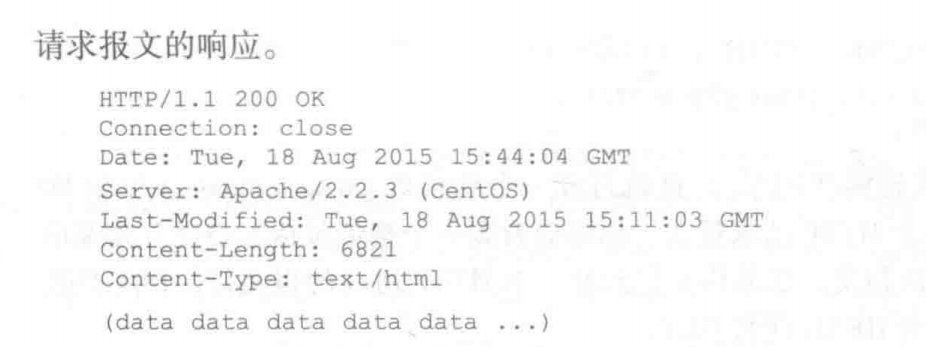 请求报文的响应。
HTTP/1.1 200 OK
Connection: close
Date: Tue, 18 Aug 2015 15:44:04 GMT
Server: Apache/2.2.3 (CentOS)
Last-Modified: Tue, 18 Aug 2015 15:11:03 GMT
Content-Length: 6821
Content-Type: text/html
(data data data data data ...)